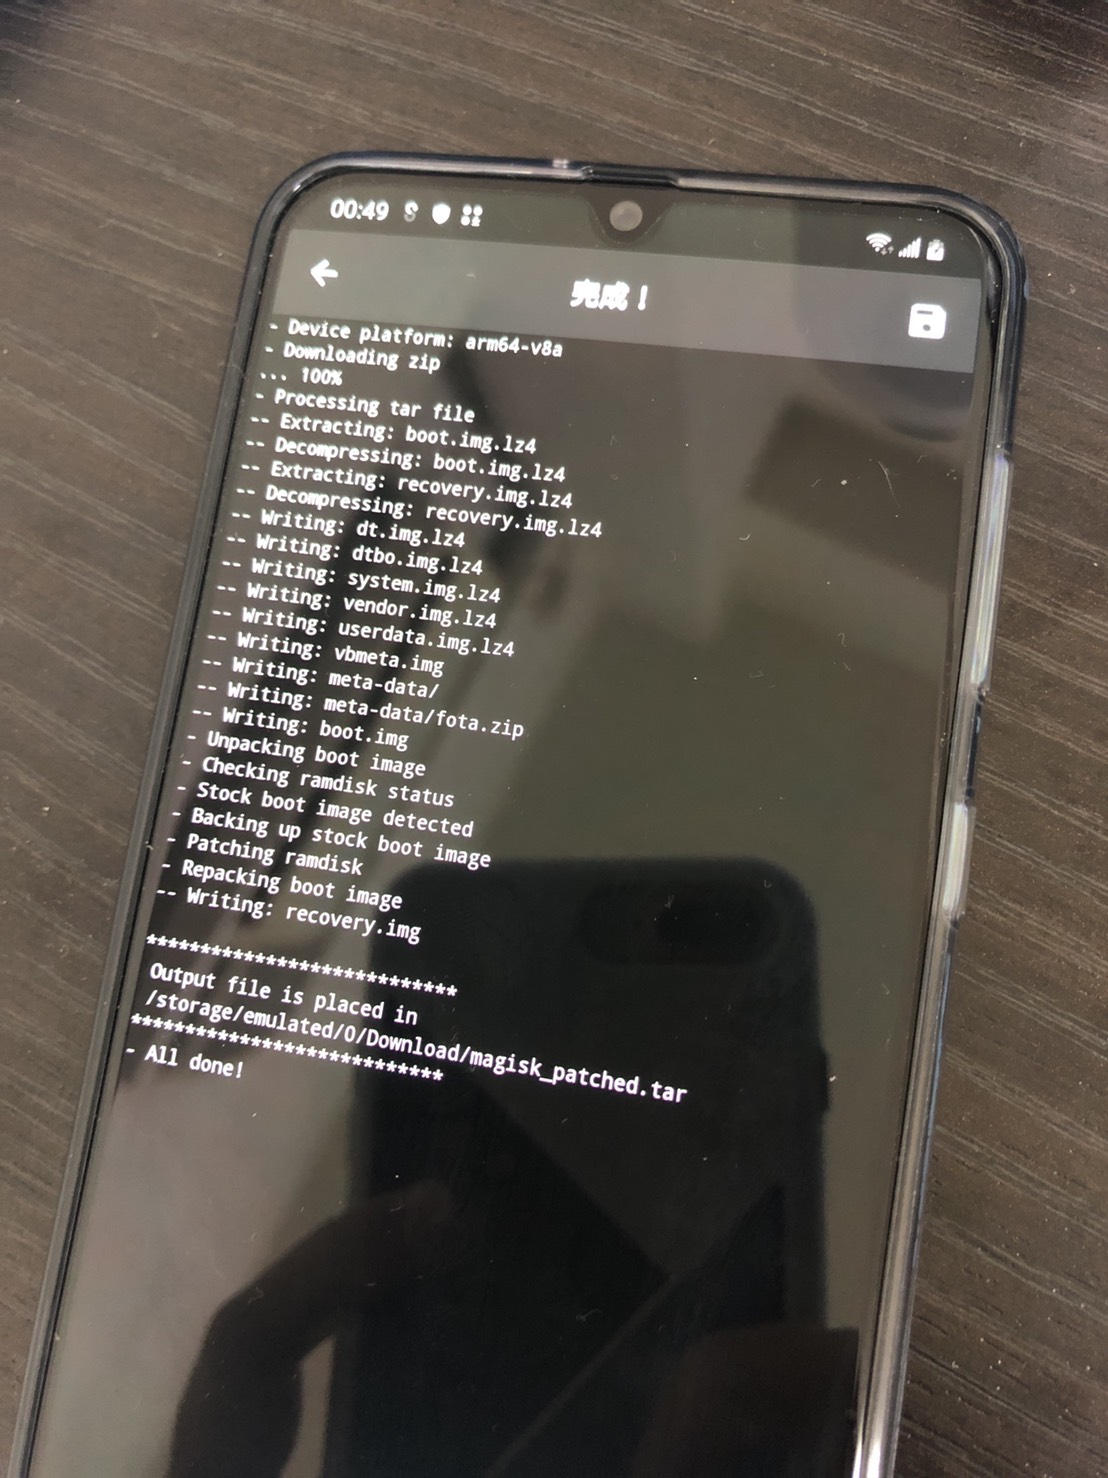 00:49
完成！
- Device platform: arm64-v8a
- Downloading zip
... 100%
- Processing tar file
-- Extracting: boot.img.lz4
-- Decompressing: boot.img.lz4
-- Extracting: recovery.img.lz4
-- Decompressing: recovery.img.lz4
-- Writing: dt.img.lz4
-- Writing: dtbo.img.lz4
-- Writing: system.img.lz4
-- Writing: vendor.img.lz4
-- Writing: userdata.img.lz4
-- Writing: vbmeta.img
-- Writing: meta-data/
-- Writing: meta-data/fota.zip
-- Writing: boot.img
- Unpacking boot image
- Checking ramdisk status
- Stock boot image detected
- Backing up stock boot image
- Patching ramdisk
- Repacking boot image
-- Writing: recovery.img
****************************
Output file is placed in
/storage/emulated/0/Download/magisk_patched.tar
****************************
- All done!